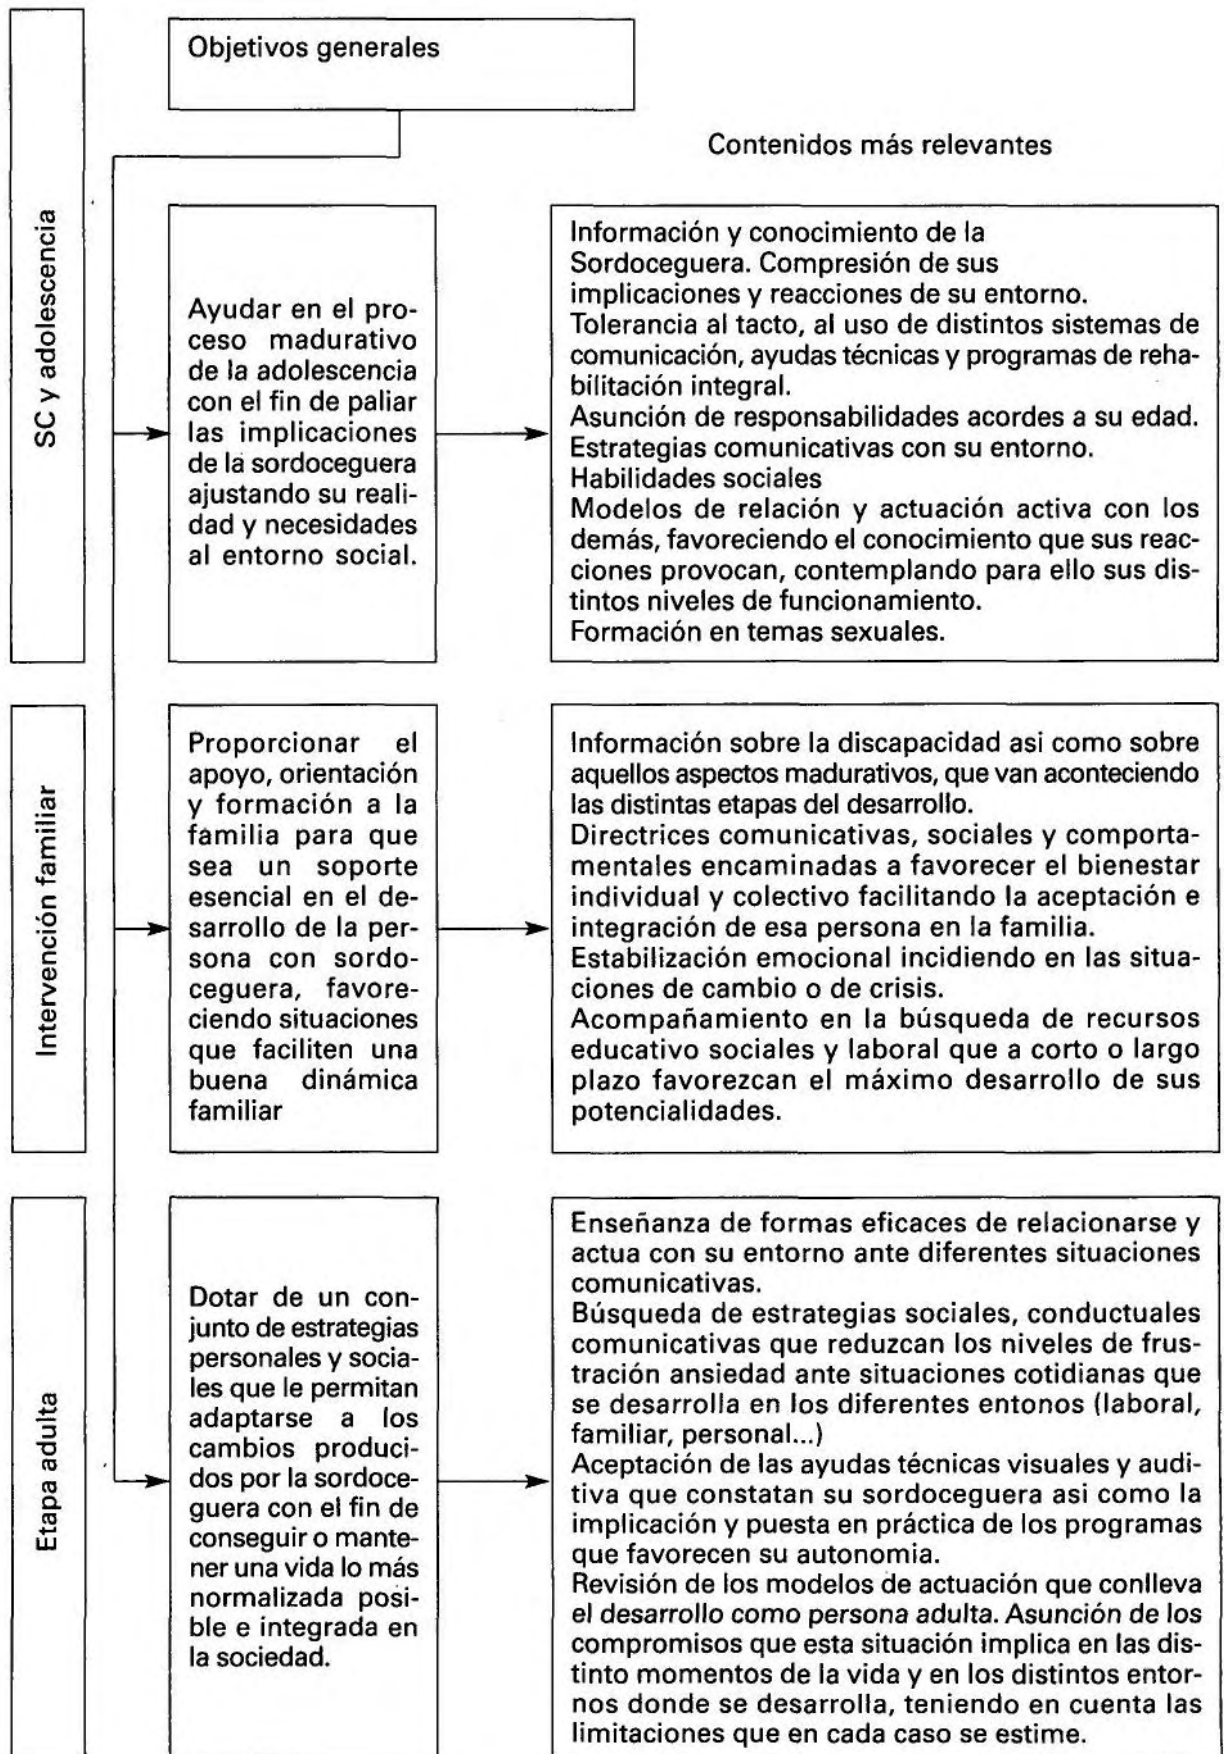 Objetivos generales
Contenidos más relevantes
SC y adolescencia
Ayudar en el pro-
ceso madurativo
de la adolescencia
con el fin de paliar
las implicaciones
de la sordoceguera
ajustando su reali-
dad y necesidades
al entorno social.
Información y conocimiento de la
Sordoceguera. Compresión de sus
implicaciones y reacciones de su entorno.
Tolerancia al tacto, al uso de distintos sistemas de
comunicación, ayudas técnicas y programas de reha-
bilitación integral.
Asunción de responsabilidades acordes a su edad.
Estrategias comunicativas con su entorno.
Habilidades sociales
Modelos de relación y actuación activa con los
demás, favoreciendo el conocimiento que sus reac-
ciones provocan, contemplando para ello sus dis-
tintos niveles de funcionamiento.
Formación en temas sexuales.
Intervención familiar
Proporcionar el
apoyo, orientación
y formación a la
familia para que
sea un soporte
esencial en el de-
sarrollo de la per-
sona con sordo-
ceguera, favore-
ciendo situaciones
que faciliten una
buena dinámica
familiar
Información sobre la discapacidad asi como sobre
aquellos aspectos madurativos, que van aconteciendo
las distintas etapas del desarrollo.
Directrices comunicativas, sociales y comporta-
mentales encaminadas a favorecer el bienestar
individual y colectivo facilitando la aceptación e
integración de esa persona en la familia.
Estabilización emocional incidiendo en las situa-
ciones de cambio o de crisis.
Acompañamiento en la búsqueda de recursos
educativo sociales y laboral que a corto o largo
plazo favorezcan el máximo desarrollo de sus
potencialidades.
Etapa adulta
Dotar de un con-
junto de estrategias
personales y socia-
les que le permitan
adaptarse a los
cambios produci-
dos por la sordoce-
guera con el fin de
conseguir o mante-
ner una vida lo más
normalizada posi-
ble e integrada en
la sociedad.
Enseñanza de formas eficaces de relacionarse y
actua con su entorno ante diferentes situaciones
comunicativas.
Búsqueda de estrategias sociales, conductuales
comunicativas que reduzcan los niveles de frus-
tración ansiedad ante situaciones cotidianas que
se desarrolla en los diferentes entonos (laboral,
familiar, personal...)
Aceptación de las ayudas técnicas visuales y audi-
tiva que constatan su sordoceguera asi como la
implicación y puesta en práctica de los programas
que favorecen su autonomia.
Revisión de los modelos de actuación que conlleva
el desarrollo como persona adulta. Asunción de los
compromisos que esta situación implica en las dis-
tinto momentos de la vida y en los distintos entor-
nos donde se desarrolla, teniendo en cuenta las
limitaciones que en cada caso se estime.